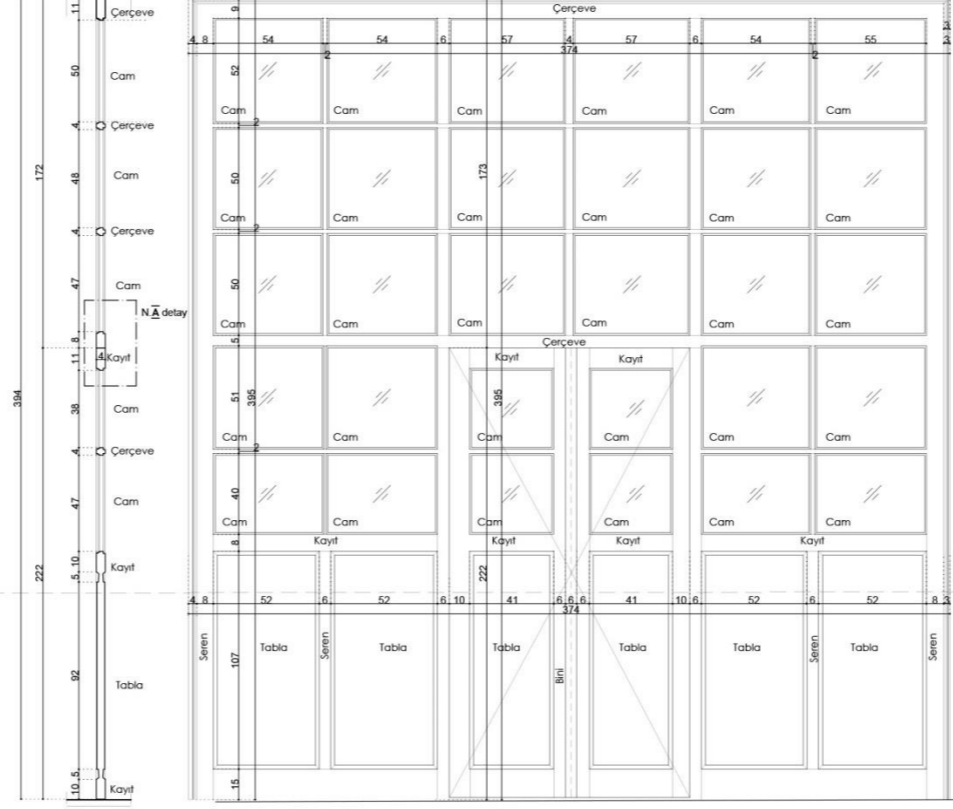 11
Çerçeve
9
Çerçeve
4 8 54 54 6 57 4 57 6 54 55 3
374
2 2
50
Cam
52
Cam Cam Cam Cam Cam Cam
4
Çerçeve
2
172
48
Cam
50
173
Cam Cam Cam Cam Cam Cam
4
Çerçeve
2
47
Cam
50
N.A detay
Cam Cam Cam Cam Cam Cam
8
5
Çerçeve
11
4
Kayıt
Kayıt Kayıt
394
38
Cam
51
395
395
Cam Cam Cam Cam Cam Cam
4
Çerçeve
2
47
Cam
40
Cam Cam Cam Cam Cam Cam
8
Kayıt Kayıt Kayıt Kayıt
10
Kayıt
5
222
222
4 8 52 6 52 6 10 41 6 6 6 41 10 6 52 6 52 8 3
374
Seren Tabla Seren Tabla Tabla Bini Tabla Tabla Seren Tabla Seren
107
92
Tabla
5
10
Kayıt
15